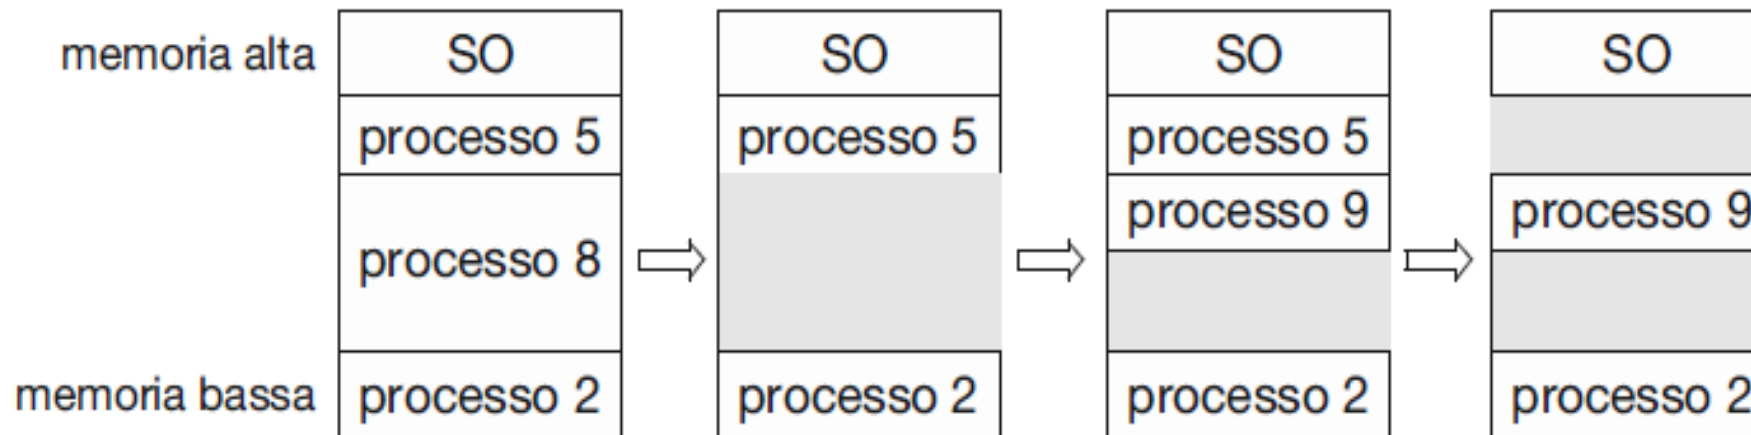 memoria alta
SO
processo 5
processo 8
memoria bassa
processo 2
SO
processo 5
processo 2
SO
processo 5
processo 9
processo 2
SO
processo 9
processo 2